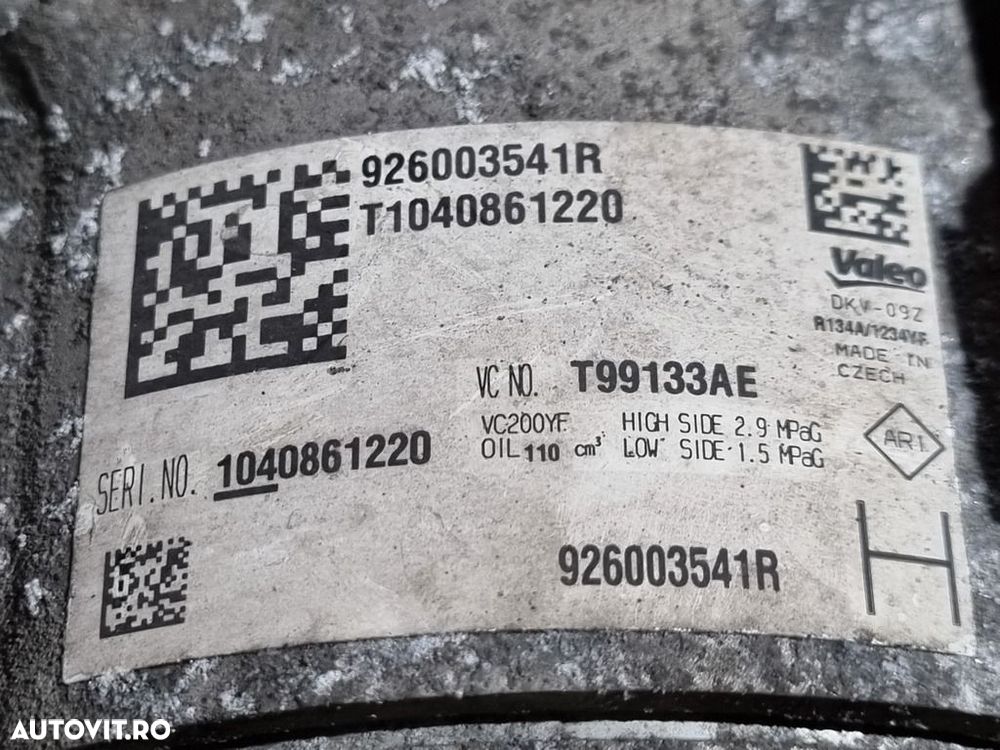 926003541R
T1040861220
Valeo
DKV-09Z
R134A/1234YF
MADE IN
CZECH
VC NO. T99133AE
VC200YF HIGH SIDE 2.9 MPaG
OIL 110 cm³ LOW SIDE 1.5 MPaG
AR1
SERI.NO. 1040861220
926003541R
H
AUTOVIT.RO